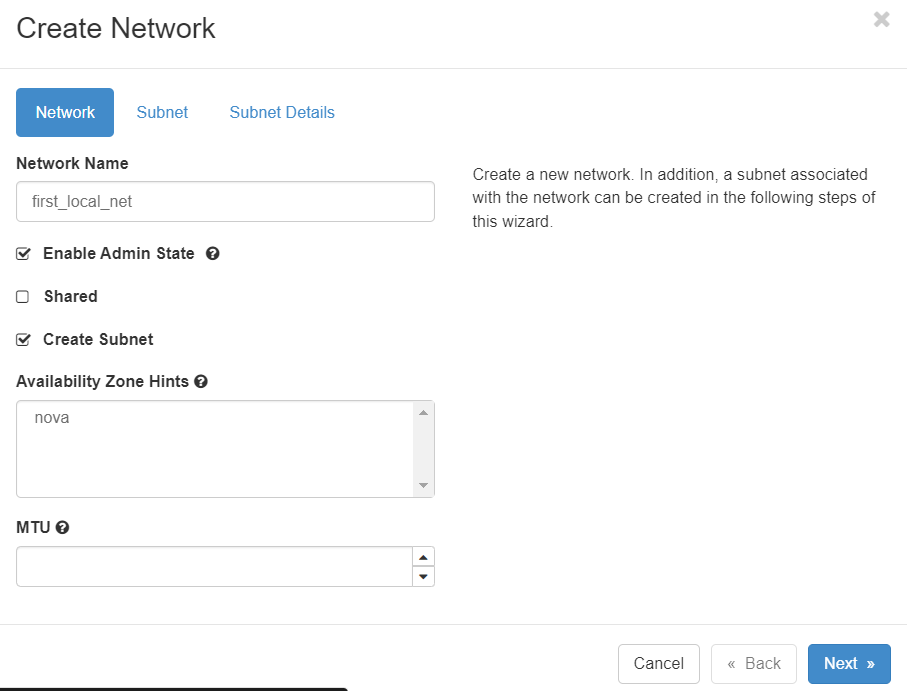 Create Network
Network
Subnet
Subnet Details
Network Name
first_local_net
Create a new network. In addition, a subnet associated
with the network can be created in the following steps of
this wizard.
Enable Admin State
Shared
Create Subnet
Availability Zone Hints
nova
MTU
Cancel
« Back
Next »